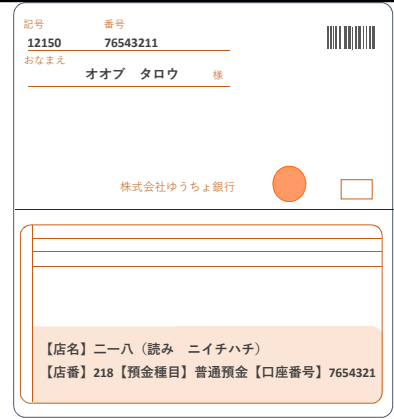 記号 番号
12150 76543211
おなまえ
オオブ タロウ 様
株式会社ゆうちょ銀行
【店名】二一八（読み ニイチハチ）
【店番】218【預金種目】普通預金【口座番号】7654321